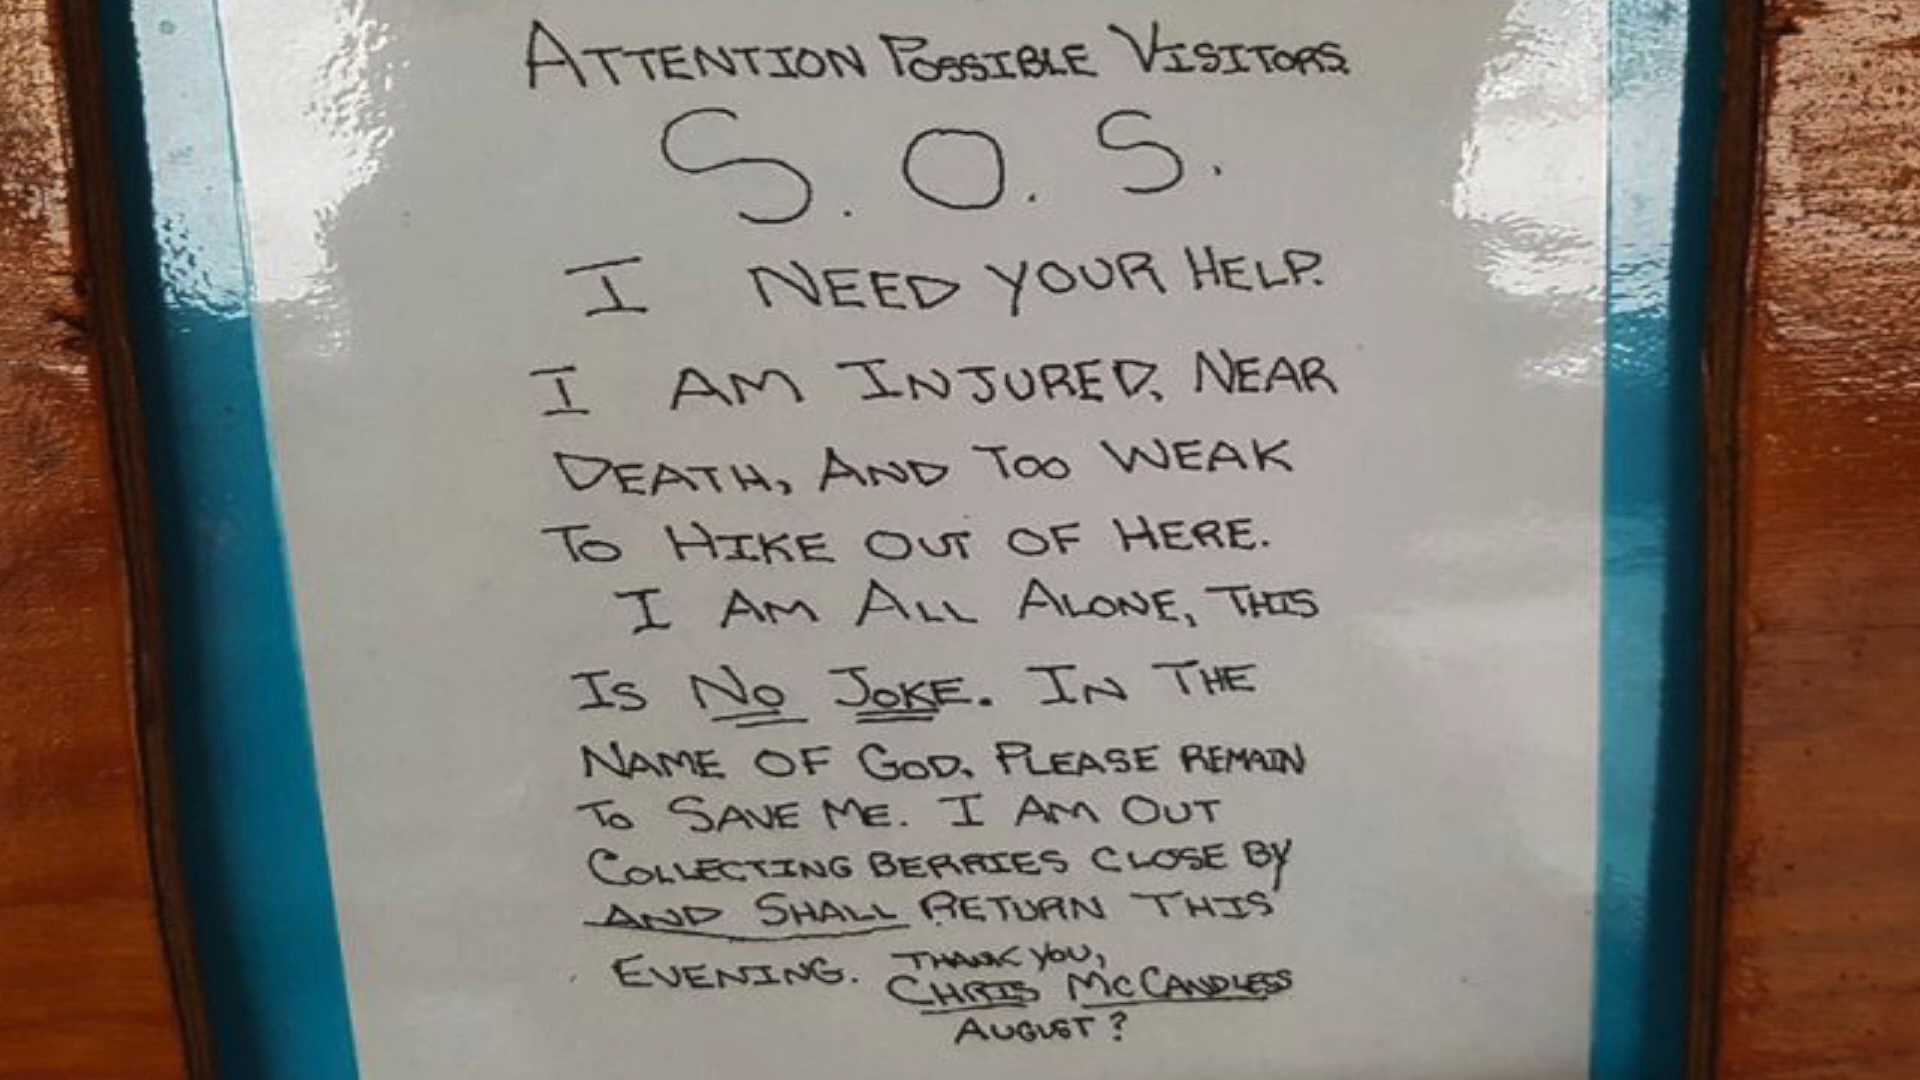 ATTENTION POSSIBLE VISITORS.
S.O.S.
I NEED YOUR HELP.
I AM INJURED, NEAR
DEATH, AND TOO WEAK
TO HIKE OUT OF HERE.
I AM ALL ALONE, THIS
IS NO JOKE. IN THE
NAME OF GOD, PLEASE REMAIN
TO SAVE ME. I AM OUT
COLLECTING BERRIES CLOSE BY
AND SHALL RETURN THIS
EVENING. THANK YOU,
CHRIS MCCANDLESS
AUGUST ?